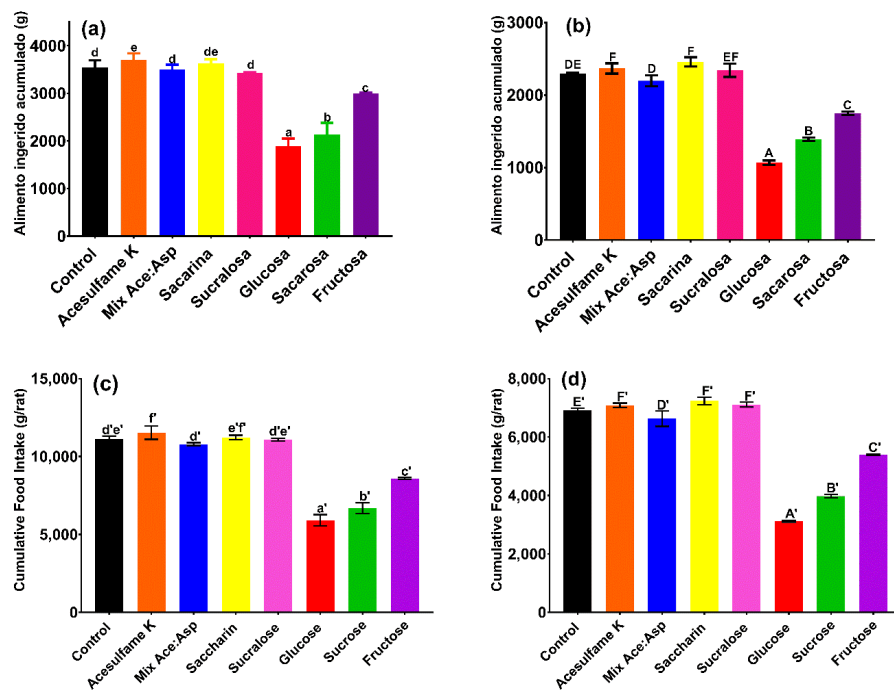 (a)
Alimento ingerido acumulado (g)
4000
3000
2000
1000
0
d
e
d
de
d
a
b
c
Control
Acesulfame K
Mix Ace:Asp
Sacarina
Sucralosa
Glucosa
Sacarosa
Fructosa
(b)
Alimento ingerido acumulado (g)
3000
2000
1000
0
DE
F
D
F
EF
A
B
C
Control
Acesulfame K
Mix Ace:Asp
Sacarina
Sucralosa
Glucosa
Sacarosa
Fructosa
(c)
Cumulative Food Intake (g/rat)
15,000
10,000
5,000
0
d'e'
f'
d'
e'f'
d'e'
a'
b'
c'
Control
Acesulfame K
Mix Ace:Asp
Saccharin
Sucralose
Glucose
Sucrose
Fructose
(d)
Cumulative Food Intake (g/rat)
8,000
6,000
4,000
2,000
0
E'
F'
D'
F'
F'
A'
B'
C'
Control
Acesulfame K
Mix Ace:Asp
Saccharin
Sucralose
Glucose
Sucrose
Fructose